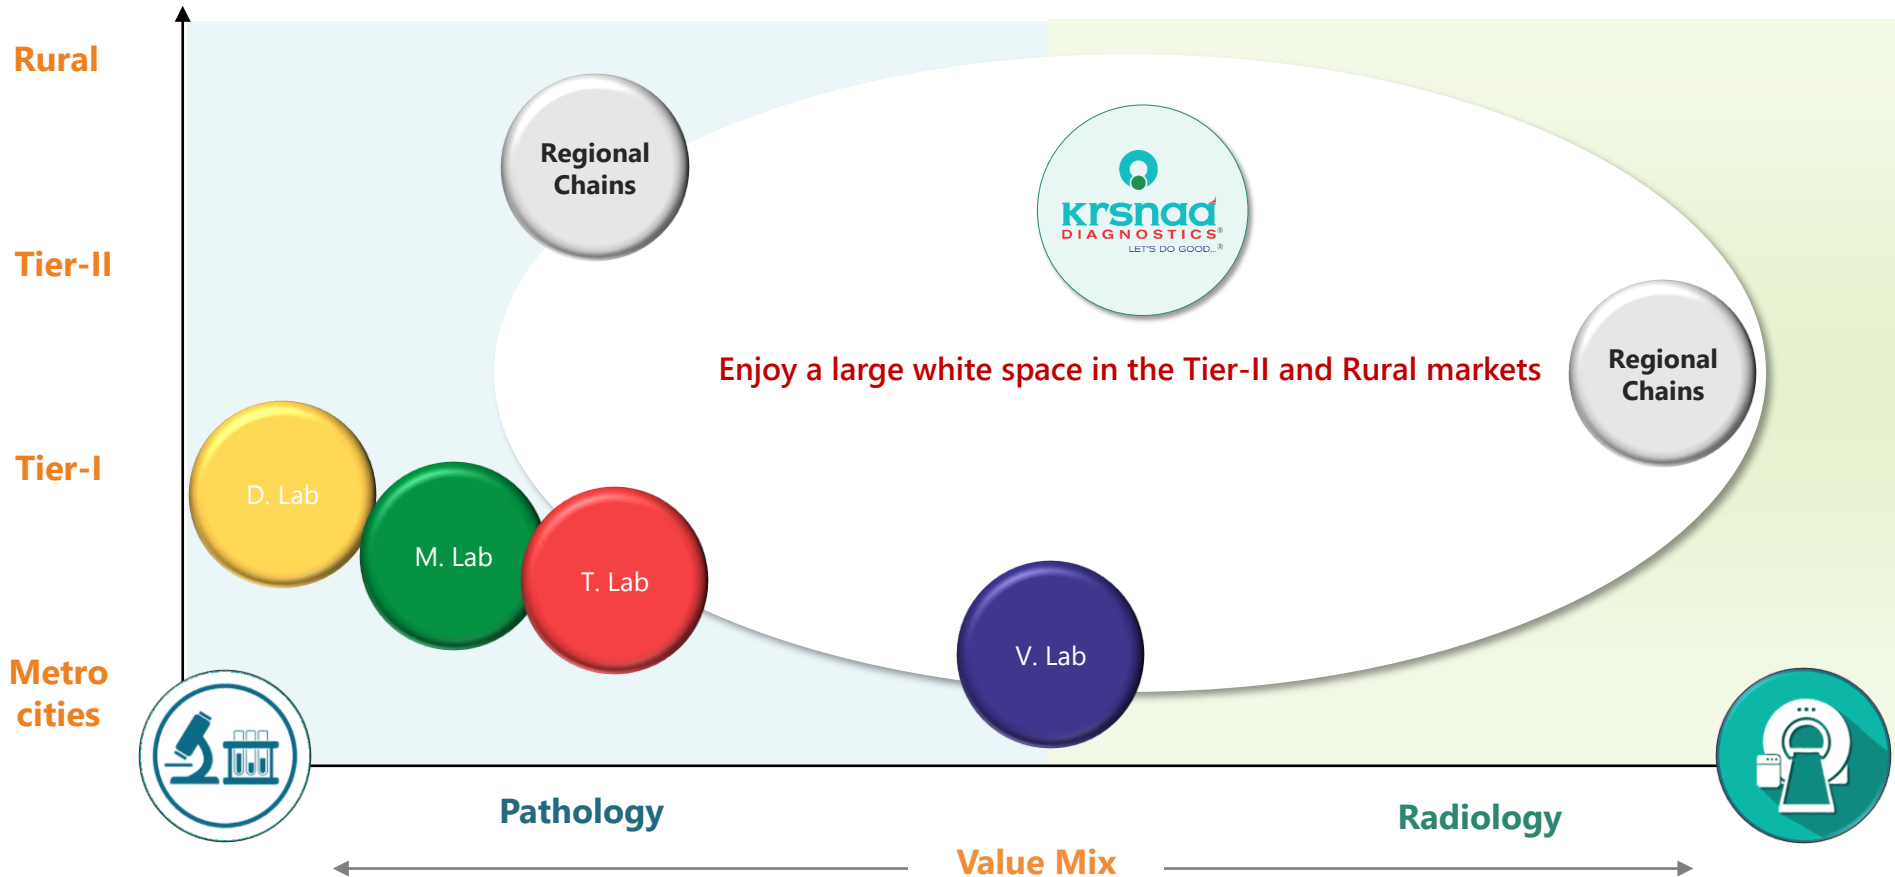 Rural
Regional
Chains
krsnaa
DIAGNOSTICS®
LET'S DO GOOD...®
Tier-II
Enjoy a large white space in the Tier-II and Rural markets
Regional
Chains
Tier-I
D. Lab
M. Lab
T. Lab
V. Lab
Metro
cities
Pathology
Radiology
Value Mix